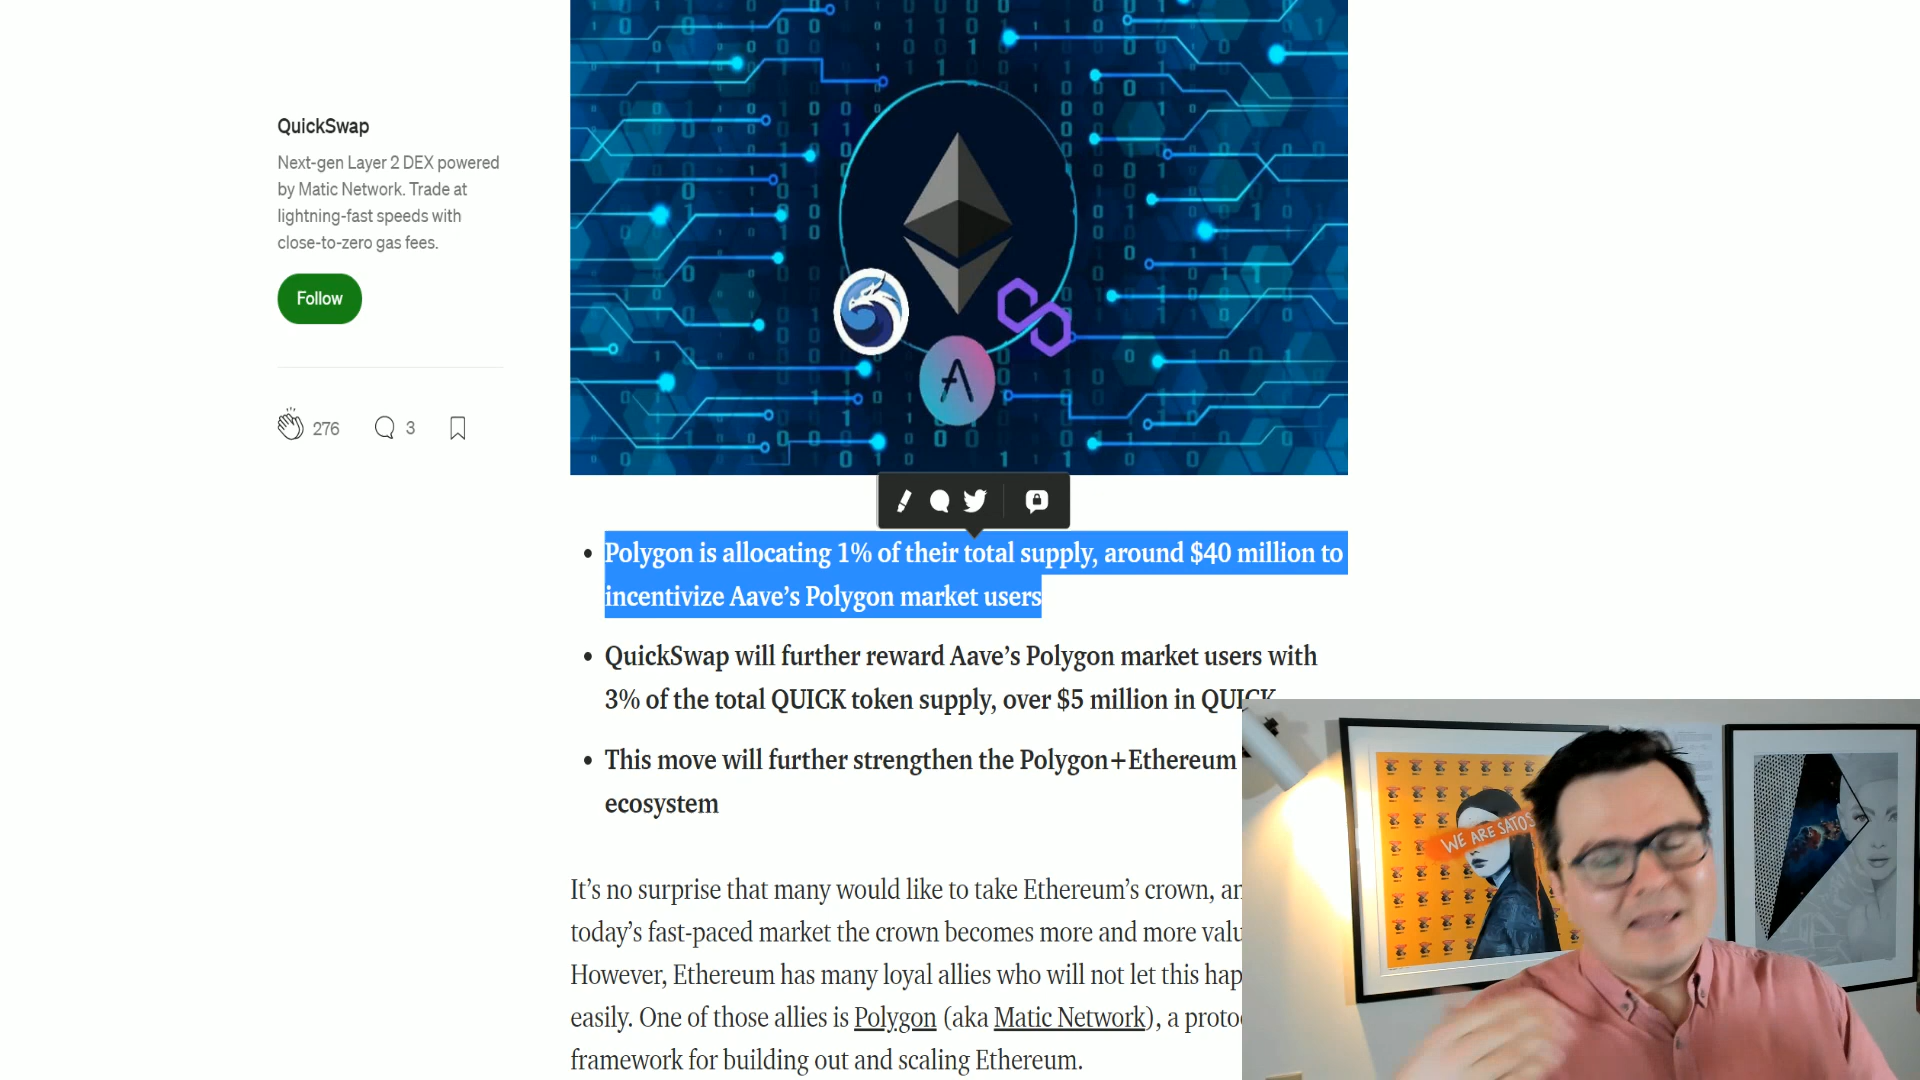 QuickSwap
Next-gen Layer 2 DEX powered
by Matic Network. Trade at
lightning-fast speeds with
close-to-zero gas fees.
Follow
276
3
Polygon is allocating 1% of their total supply, around $40 million to
incentivize Aave’s Polygon market users
QuickSwap will further reward Aave’s Polygon market users with
3% of the total QUICK token supply, over $5 million in QUICK
This move will further strengthen the Polygon+Ethereum
ecosystem
It’s no surprise that many would like to take Ethereum’s crown,
today’s fast-paced market the crown becomes more and more
However, Ethereum has many loyal allies who will not let this
easily. One of those allies is Polygon (aka Matic Network), a
framework for building out and scaling Ethereum.
WE ARE